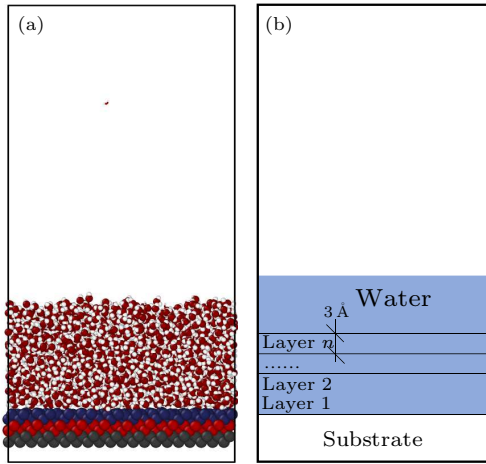 (a)
(b)
Water
3 Å
Layer n
......
Layer 2
Layer 1
Substrate